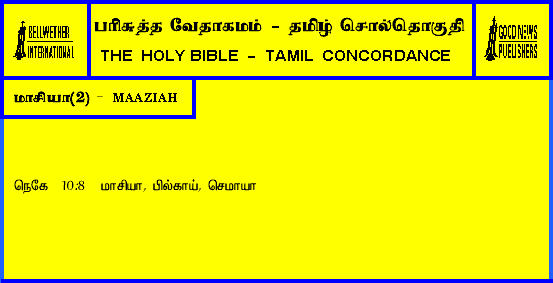 BELLWETHER
INTERNATIONAL
பரிசுத்த வேதாகமம் - தமிழ் சொல்தொகுதி
THE HOLY BIBLE - TAMIL CONCORDANCE
GOOD NEWS
PUBLISHERS
மாசியா(2) - MAAZIAH
நெகே 10:8 மாசியா, பில்காய், செமாயா